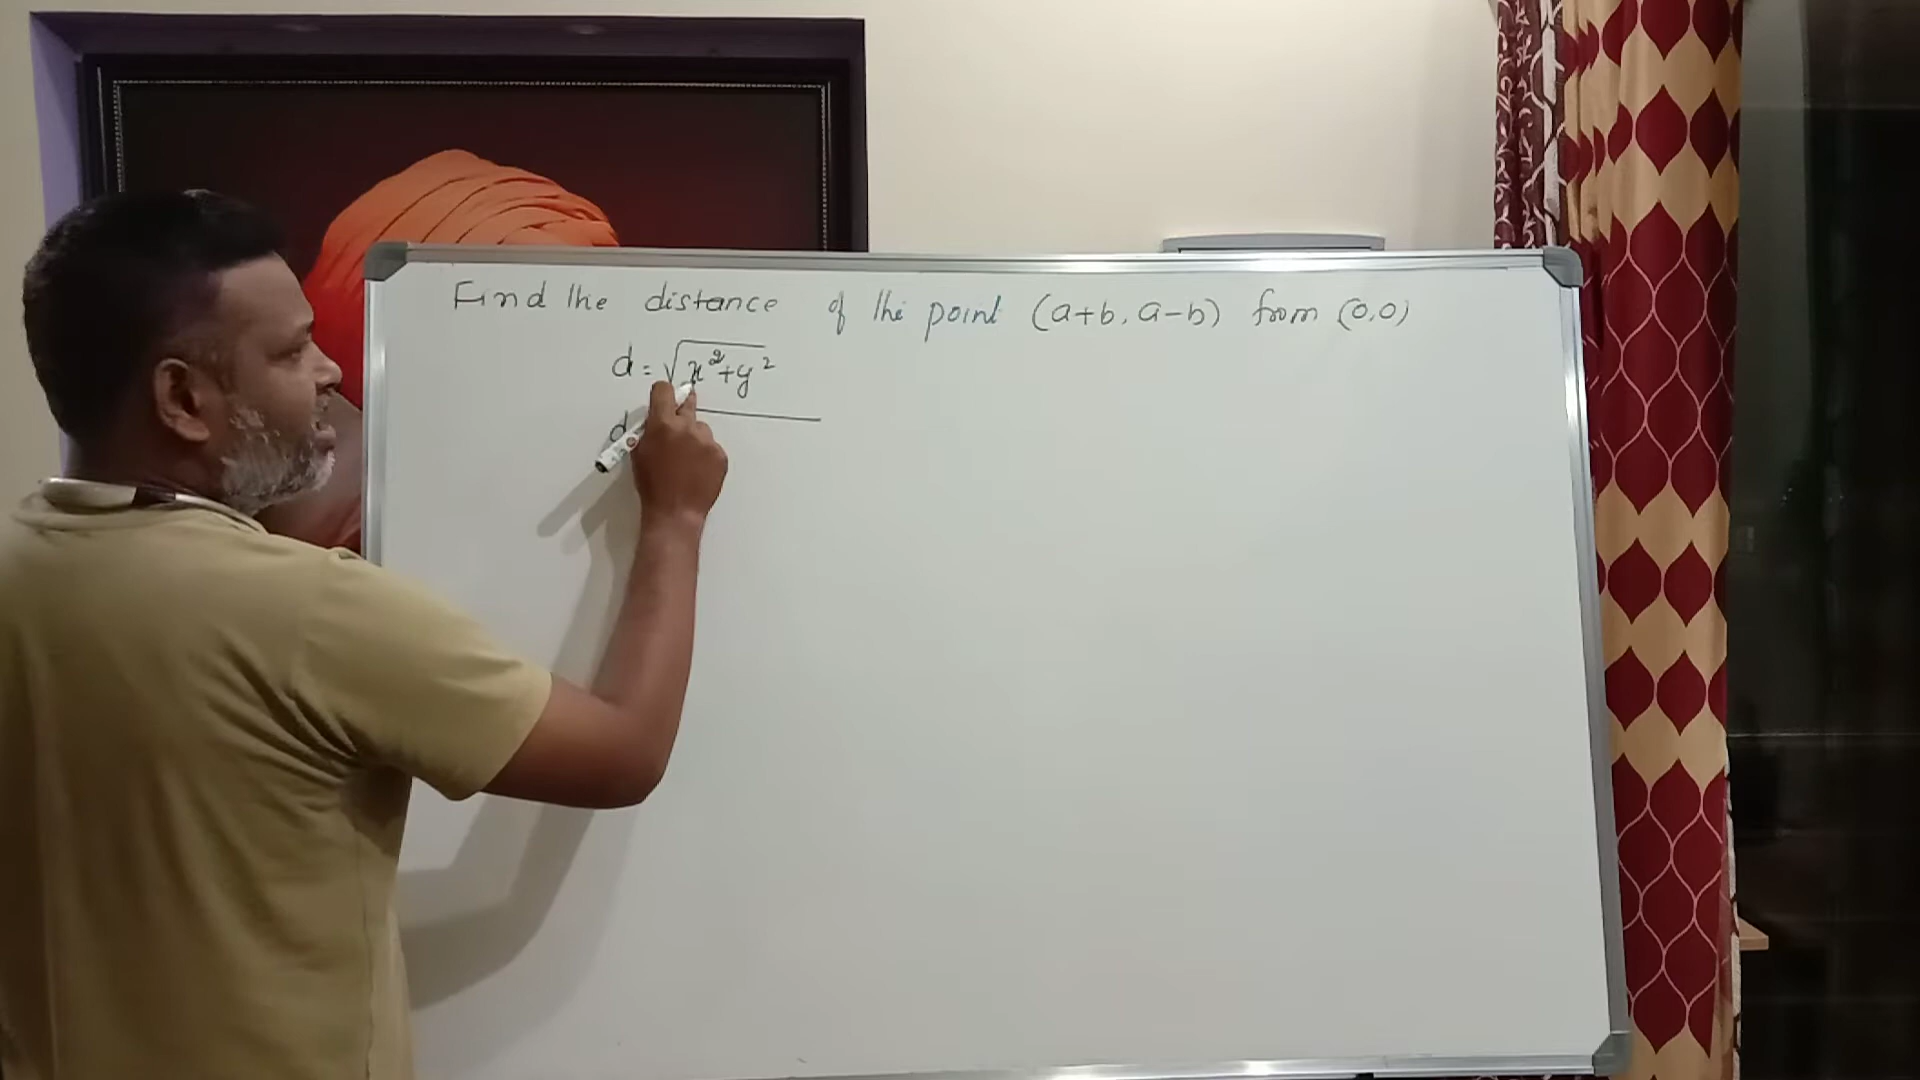 Find the distance of the point (a+b, a-b) from (0,0)
d = √x²+y²
d